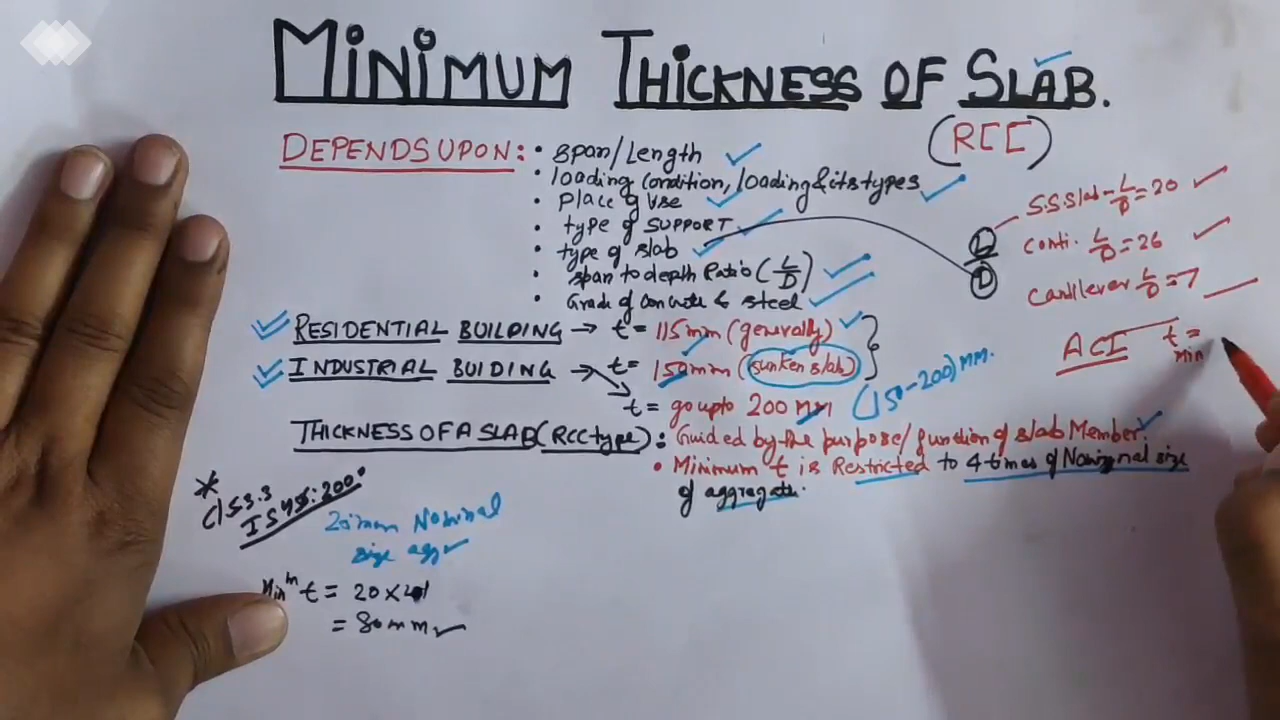 MINIMUM THICKNESS OF SLAB.
(RCC)
DEPENDS UPON:
• span/Length
• loading condition, loading & its types
• place of Use
• type of SUPPORT
• type of slab
• span to depth Ratio (L/D)
• Grade of concrete & steel
L/D
S.S.Slab - L/D = 20
conti. L/D = 26
Cantilever L/D = 7
RESIDENTIAL BUILDING → t = 115mm (generally)
INDUSTRIAL BUIDING → t = 150mm (sunken slab)
t = go upto 200 mm
(150-200) MM.
ACI t min =
THICKNESS OF A SLAB (RCC type): Guided by the purpose/function of slab Member.
• Minimum t is Restricted to 4 times of Nominal size
of aggregate.
* Cl 5.3.3
IS 456:200
20mm Nominal
size agg
Minm t = 20 x 4
= 80mm